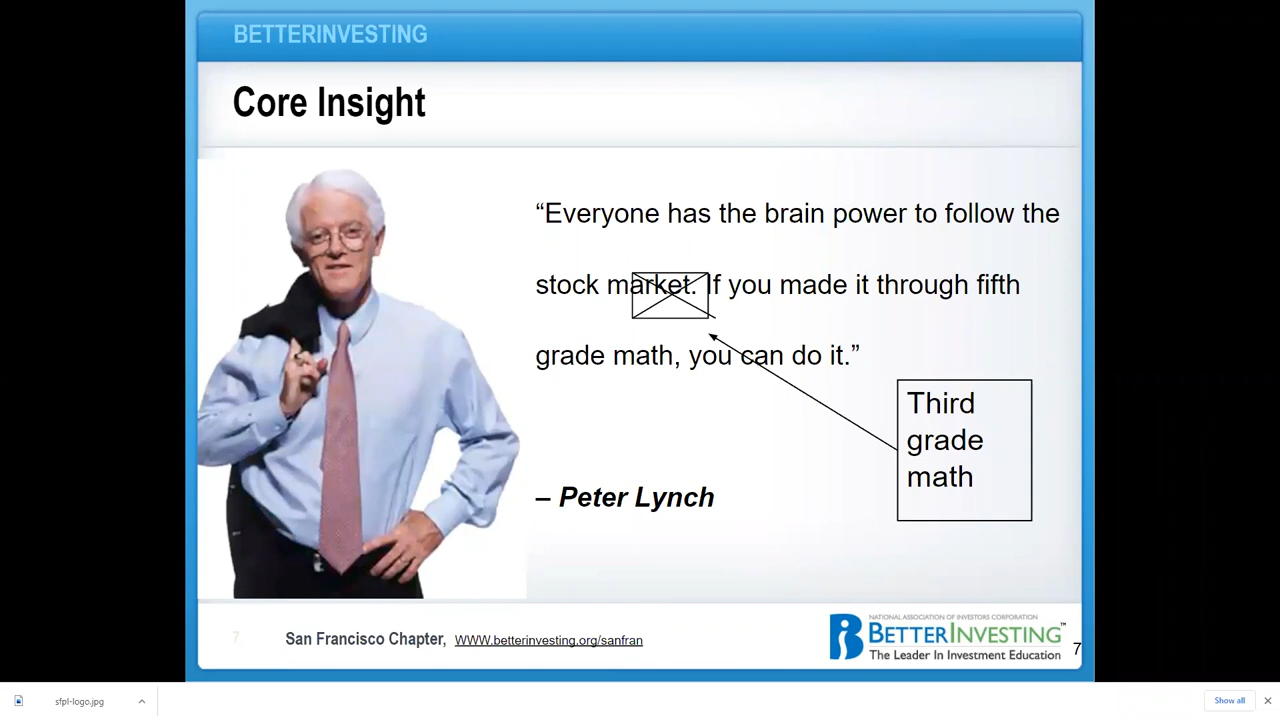 BETTERINVESTING
Core Insight
“Everyone has the brain power to follow the
stock market. If you made it through fifth
grade math, you can do it.”
Third
grade
math
– Peter Lynch
7
San Francisco Chapter, WWW.betterinvesting.org/sanfran
NATIONAL ASSOCIATION OF INVESTORS CORPORATION
BETTERINVESTING™
The Leader In Investment Education
7
sfpl-logo.jpg
Show all